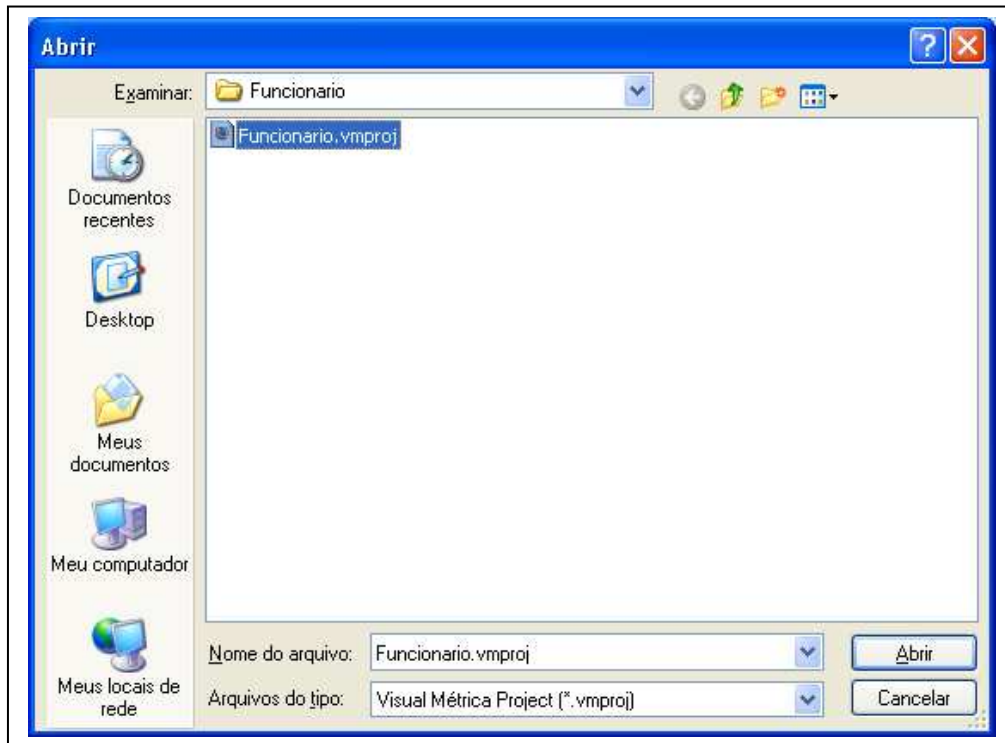 Abrir
Examinar:
Funcionario
Funcionario.vmproj
Documentos
recentes
Desktop
Meus
documentos
Meu computador
Meus locais de
rede
Nome do arquivo:
Funcionario.vmproj
Abrir
Arquivos do tipo:
Visual Métrica Project (*.vmproj)
Cancelar